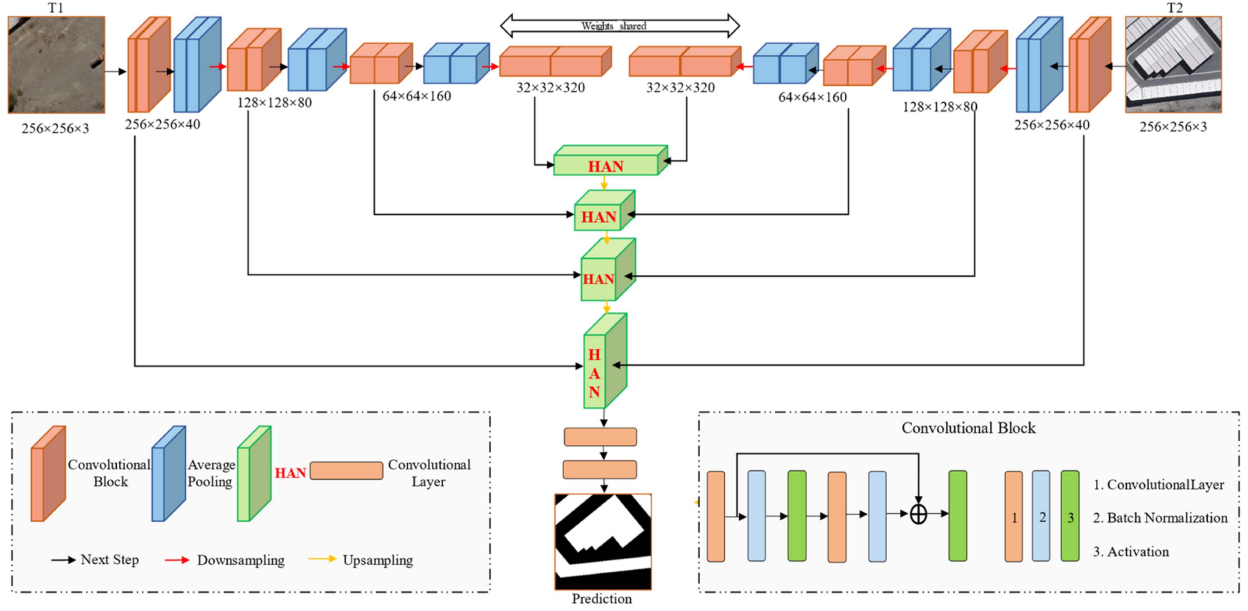 T1
T2
Weights shared
256×256×3
256×256×40
128×128×80
64×64×160
32×32×320
32×32×320
64×64×160
128×128×80
256×256×40
256×256×3
HAN
HAN
HAN
H
A
N
Convolutional
Block
Average
Pooling
HAN
Convolutional
Layer
Next Step
Downsampling
Upsampling
Prediction
Convolutional Block
1
2
3
1. ConvolutionalLayer
2. Batch Normalization
3. Activation